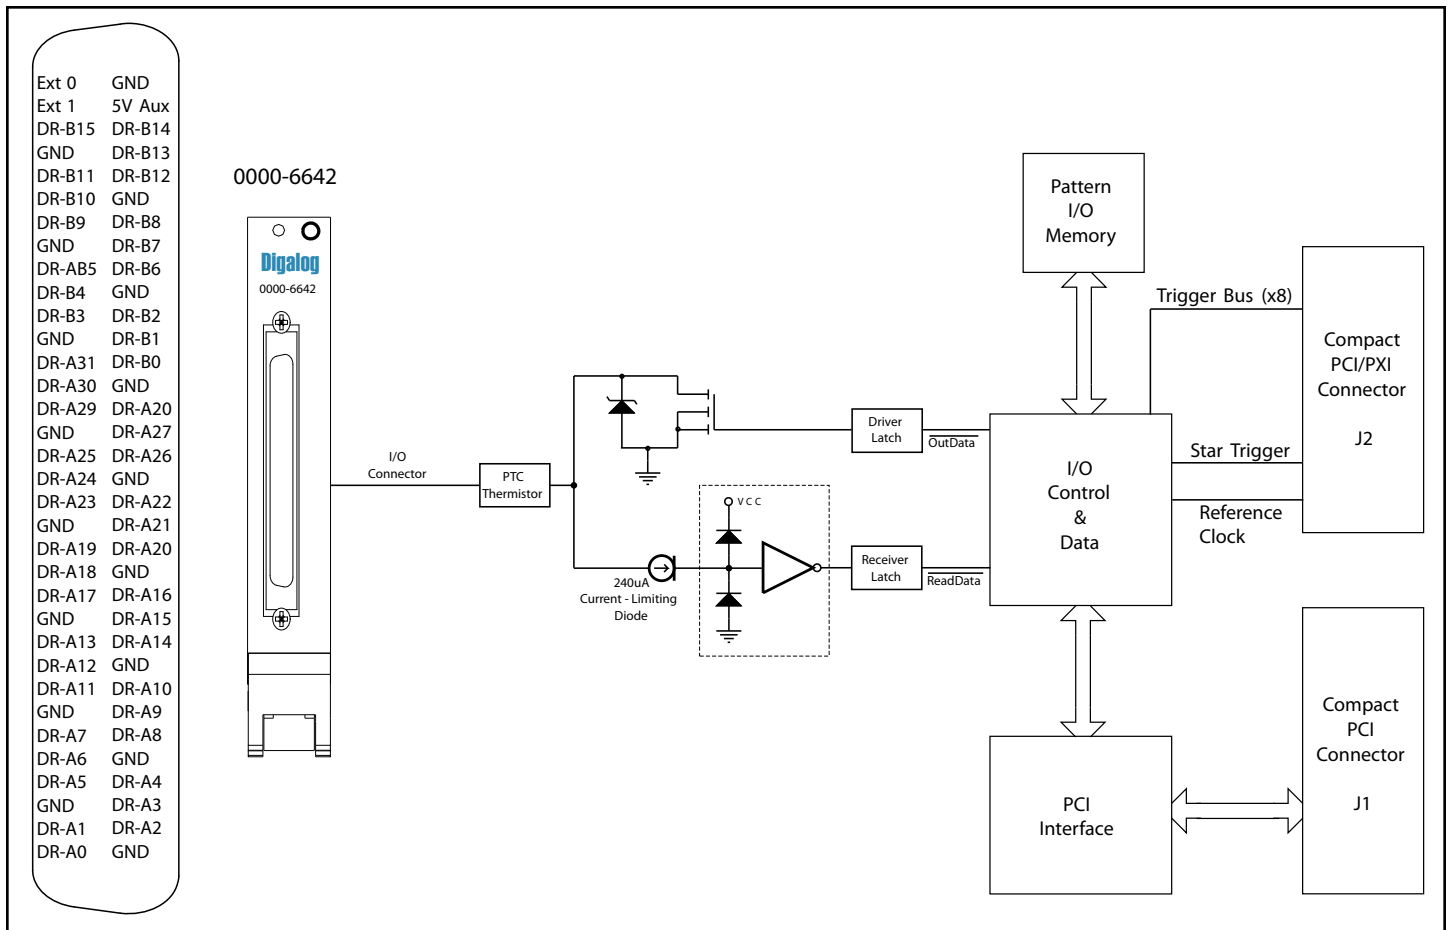 Ext 0 GND
Ext 1 5V Aux
DR-B15 DR-B14
GND DR-B13
DR-B11 DR-B12
DR-B10 GND
DR-B9 DR-B8
GND DR-B7
DR-AB5 DR-B6
DR-B4 GND
DR-B3 DR-B2
GND DR-B1
DR-A31 DR-B0
DR-A30 GND
DR-A29 DR-A20
GND DR-A27
DR-A25 DR-A26
DR-A24 GND
DR-A23 DR-A22
GND DR-A21
DR-A19 DR-A20
DR-A18 GND
DR-A17 DR-A16
GND DR-A15
DR-A13 DR-A14
DR-A12 GND
DR-A11 DR-A10
GND DR-A9
DR-A7 DR-A8
DR-A6 GND
DR-A5 DR-A4
GND DR-A3
DR-A1 DR-A2
DR-A0 GND
0000-6642
Digalog
0000-6642
I/O
Connector
PTC
Thermistor
240uA
Current - Limiting
Diode
VCC
Driver
Latch
OutData
Receiver
Latch
ReadData
Pattern
I/O
Memory
I/O
Control
&
Data
PCI
Interface
Trigger Bus (x8)
Star Trigger
Reference
Clock
Compact
PCI/PXI
Connector
J2
Compact
PCI
Connector
J1